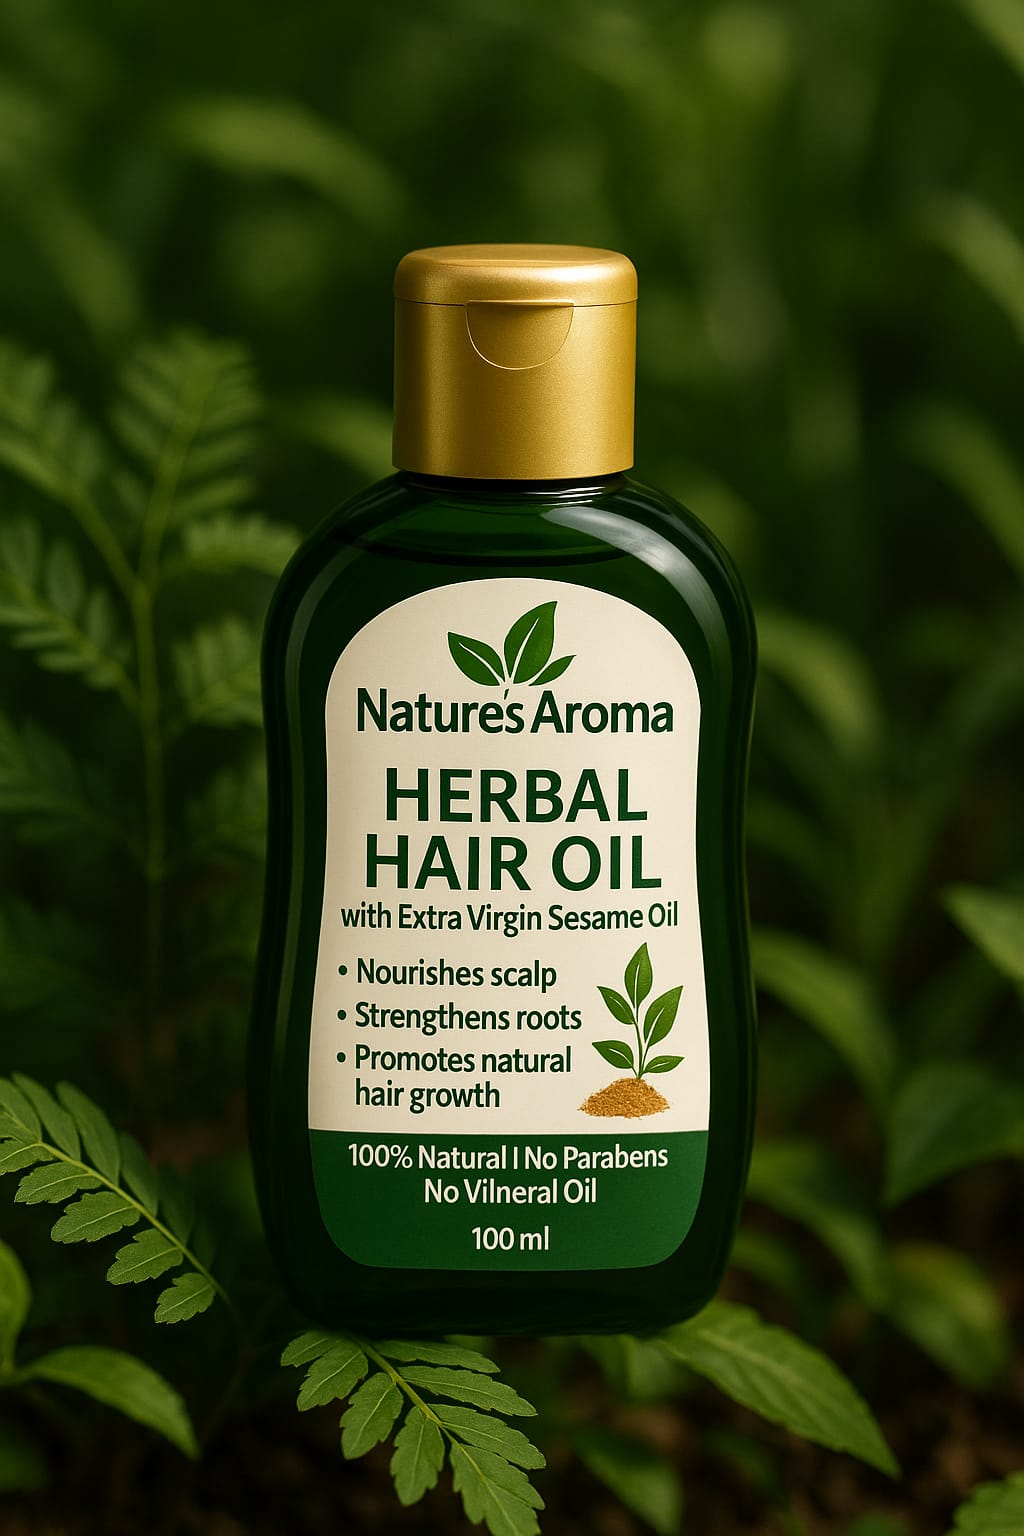 Nature's Aroma
HERBAL
HAIR OIL
with Extra Virgin Sesame Oil
• Nourishes scalp
• Strengthens roots
• Promotes natural
hair growth
100% Natural | No Parabens
No Vilneral Oil
100 ml